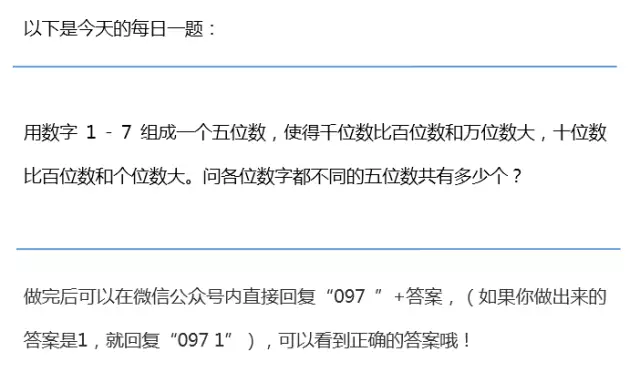 以下是今天的每日一题：
用数字 1 - 7 组成一个五位数，使得千位数比百位数和万位数大，十位数
比百位数和个位数大。问各位数字都不同的五位数共有多少个？
做完后可以在微信公众号内直接回复“097 ”+答案，（如果你做出来的
答案是1，就回复“097 1”），可以看到正确的答案哦！